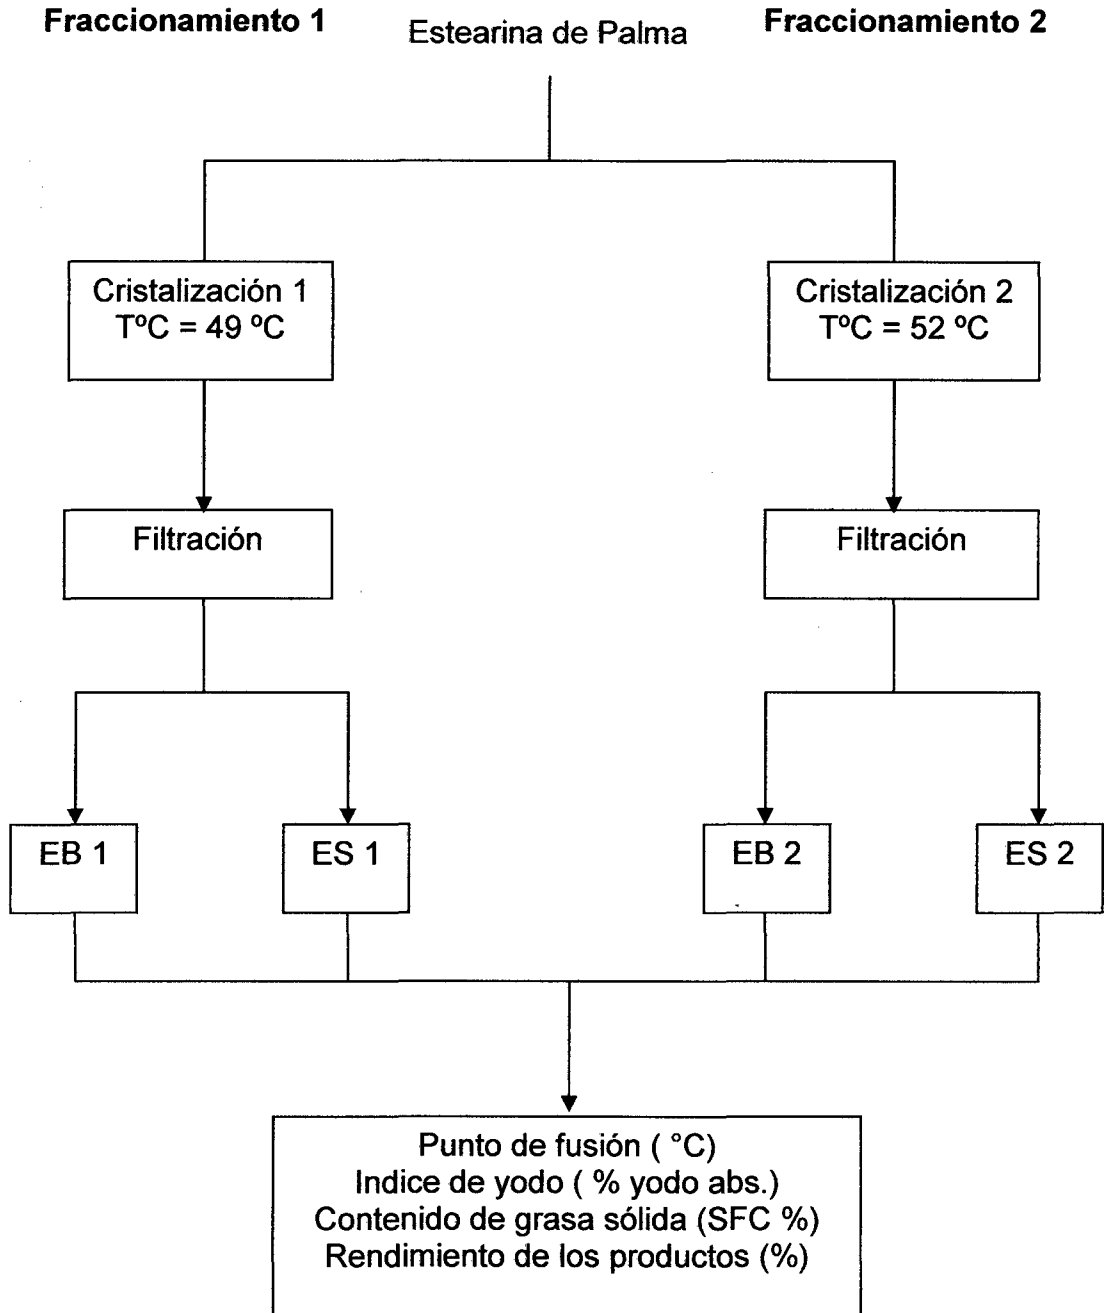 Fraccionamiento 1
Estearina de Palma
Fraccionamiento 2
Cristalización 1
TºC = 49 ºC
Cristalización 2
TºC = 52 ºC
Filtración
Filtración
EB 1
ES 1
EB 2
ES 2
Punto de fusión ( °C)
Indice de yodo ( % yodo abs.)
Contenido de grasa sólida (SFC %)
Rendimiento de los productos (%)